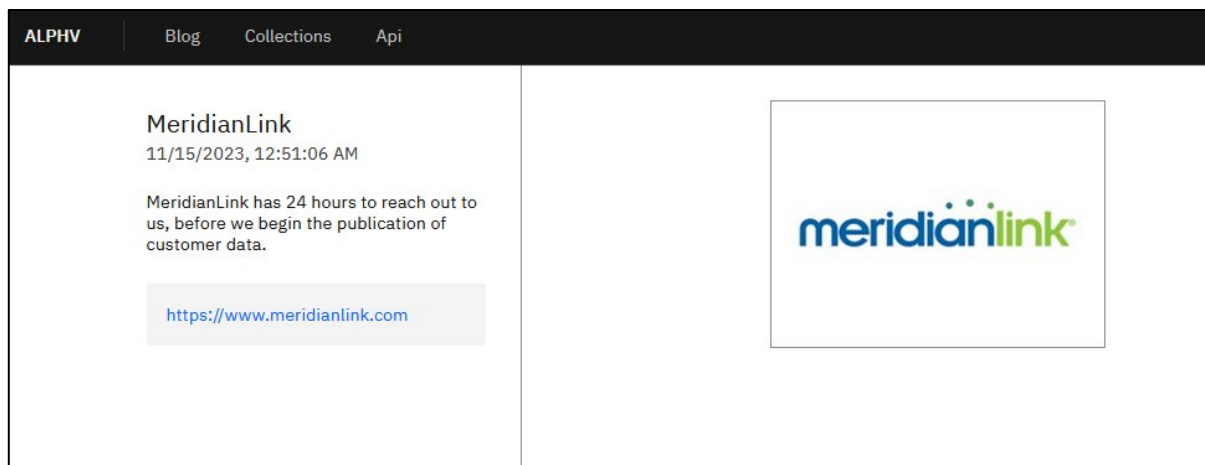 ALPHV Blog Collections Api
MeridianLink
11/15/2023, 12:51:06 AM
MeridianLink has 24 hours to reach out to
us, before we begin the publication of
customer data.
https://www.meridianlink.com
meridianlink®